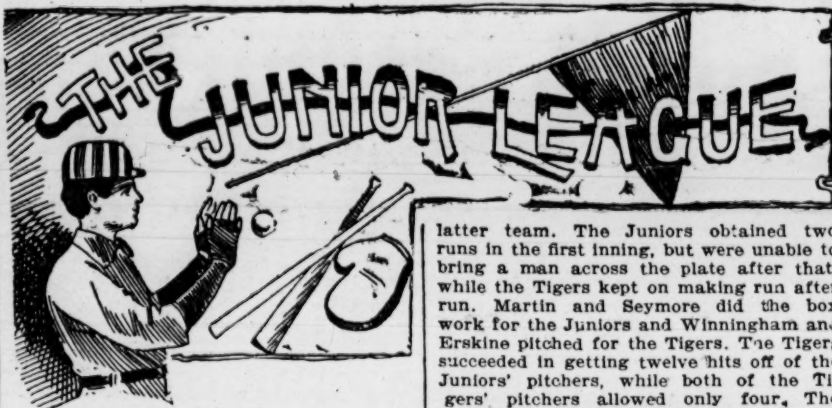 THE JUNIOR LEAGUE
latter team. The Juniors obtained two
runs in the first inning, but were unable to
bring a man across the plate after that
while the Tigers kept on making run after
run. Martin and Seymore did the box
work for the Juniors and Winningham and
Erskine pitched for the Tigers. The Tigers
succeeded in getting twelve hits off of the
Juniors' pitchers, while both of the Ti-
gers' pitchers allowed only four. The